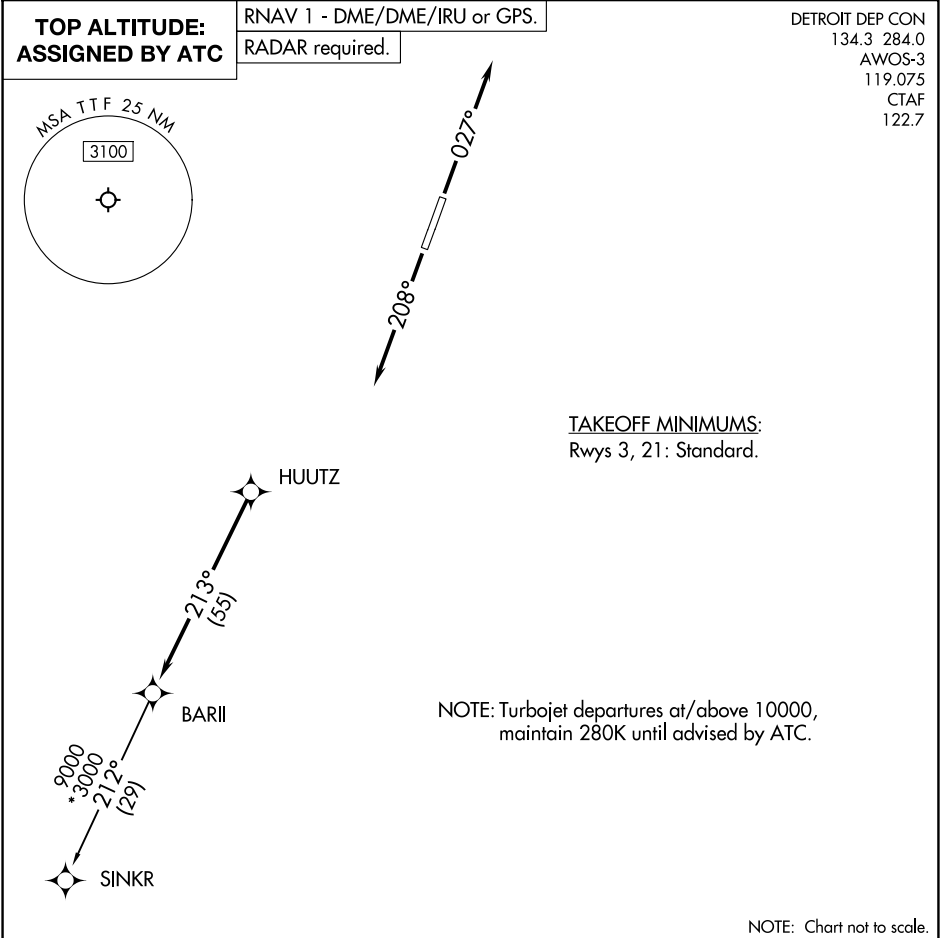 TOP ALTITUDE:
ASSIGNED BY ATC
RNAV 1 - DME/DME/IRU or GPS.
RADAR required.
DETROIT DEP CON
134.3 284.0
AWOS-3
119.075
CTAF
122.7
MSA TTF 25 NM
3100
027°
208°
TAKEOFF MINIMUMS:
Rwys 3, 21: Standard.
HUUTZ
213°
(55)
BARII
NOTE: Turbojet departures at/above 10000,
maintain 280K until advised by ATC.
9000
*3000
212°
(29)
SINKR
NOTE: Chart not to scale.